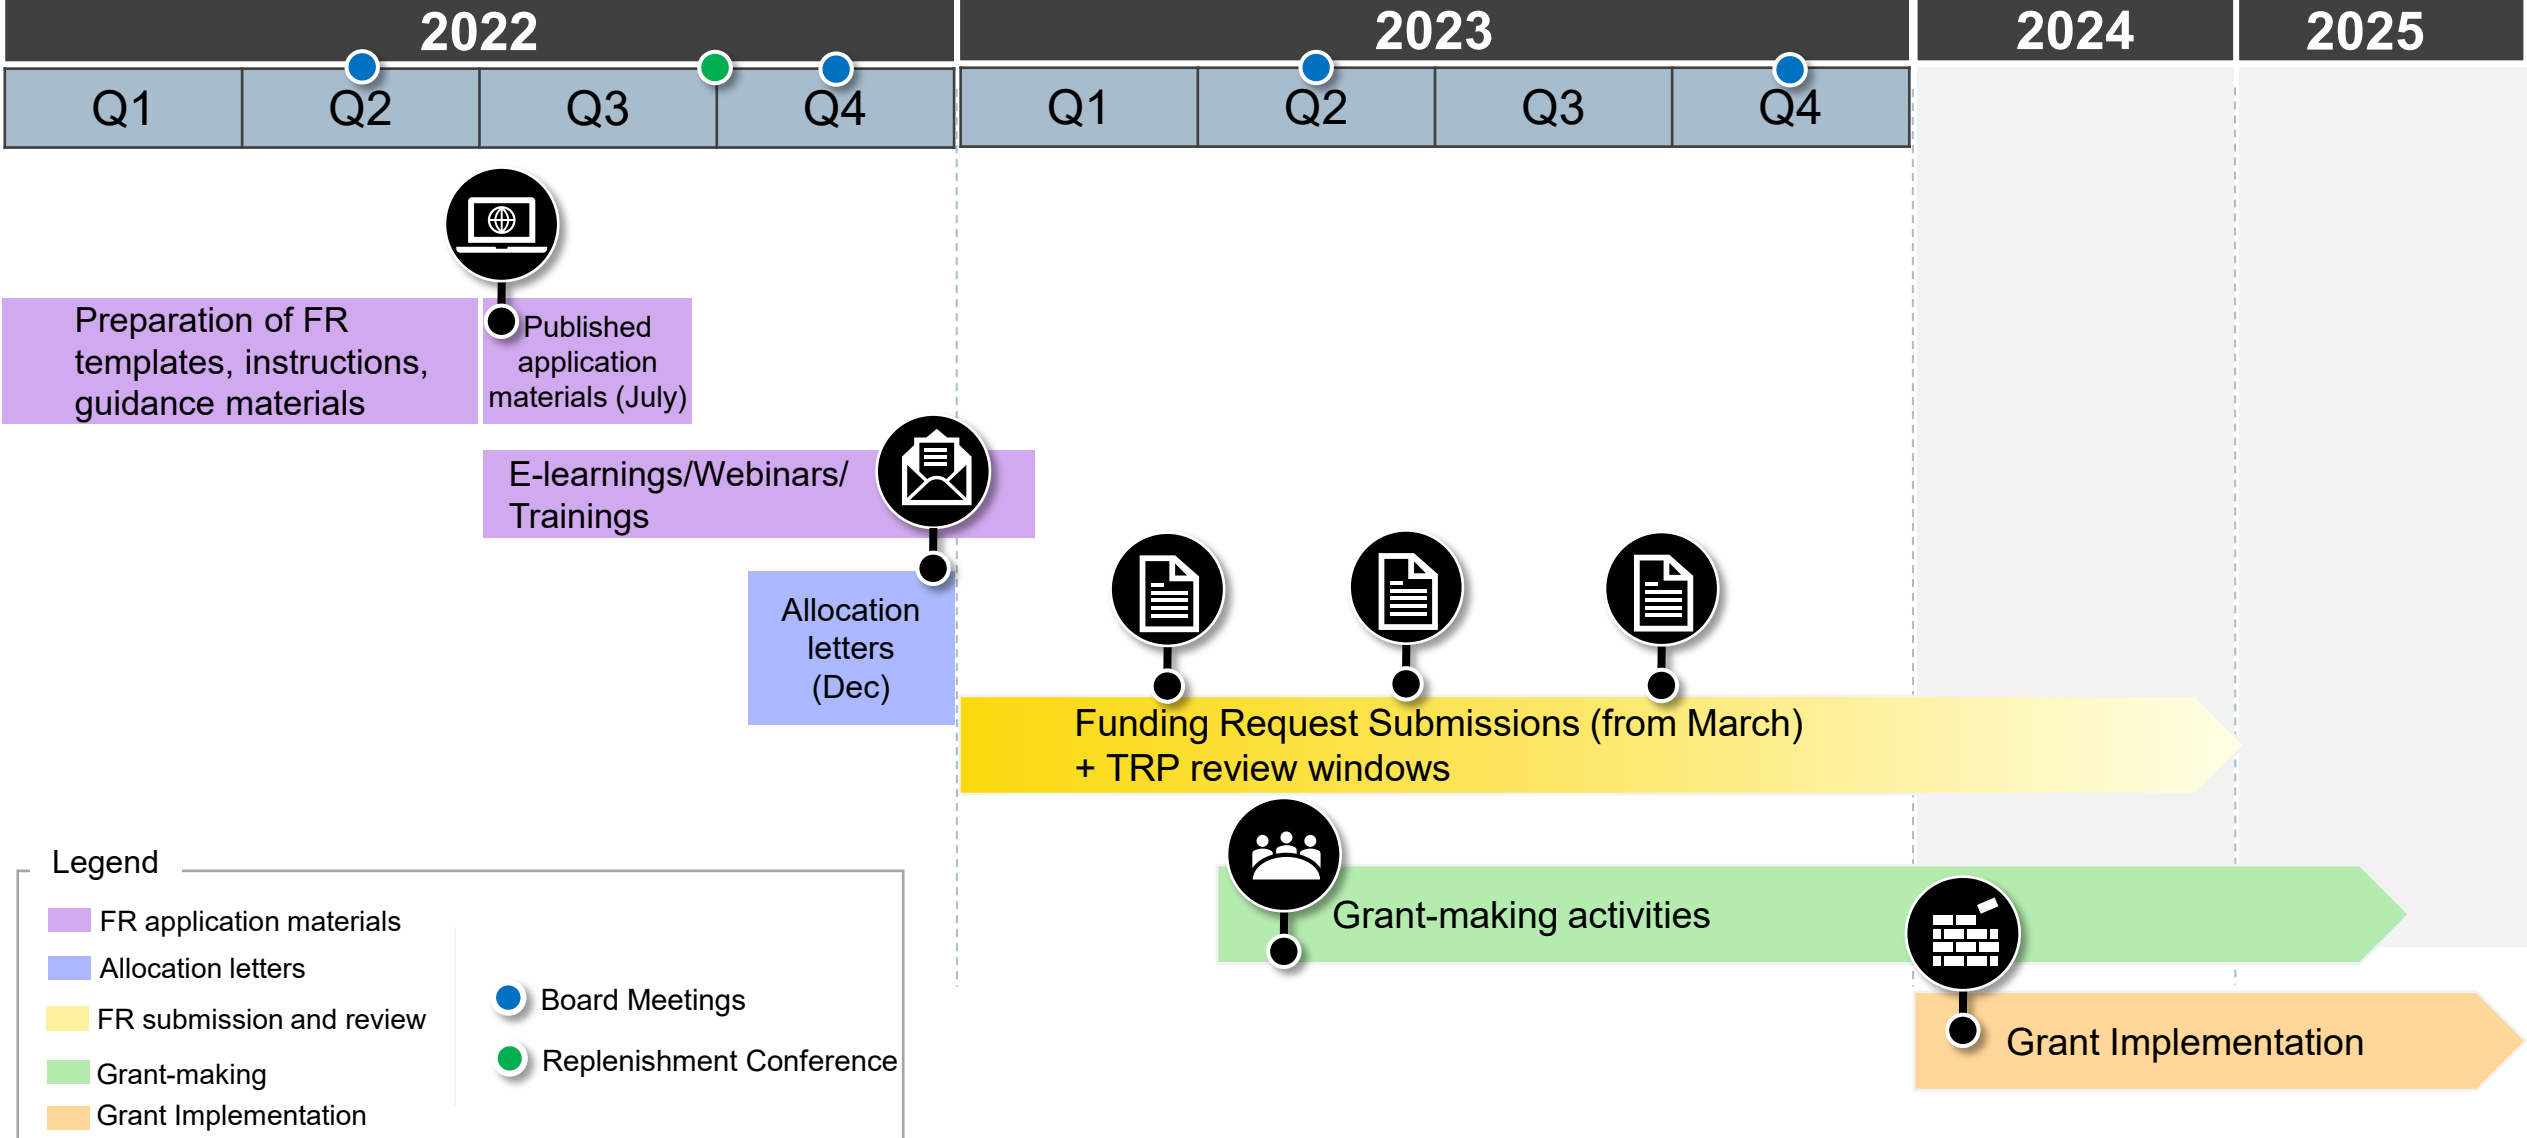 2022
2023
2024
2025
Q1
Q2
Q3
Q4
Q1
Q2
Q3
Q4
Preparation of FR
templates, instructions,
guidance materials
Published
application
materials (July)
E-learnings/Webinars/
Trainings
Allocation
letters
(Dec)
Funding Request Submissions (from March)
+ TRP review windows
Grant-making activities
Grant Implementation
Legend
FR application materials
Allocation letters
FR submission and review
Grant-making
Grant Implementation
Board Meetings
Replenishment Conference